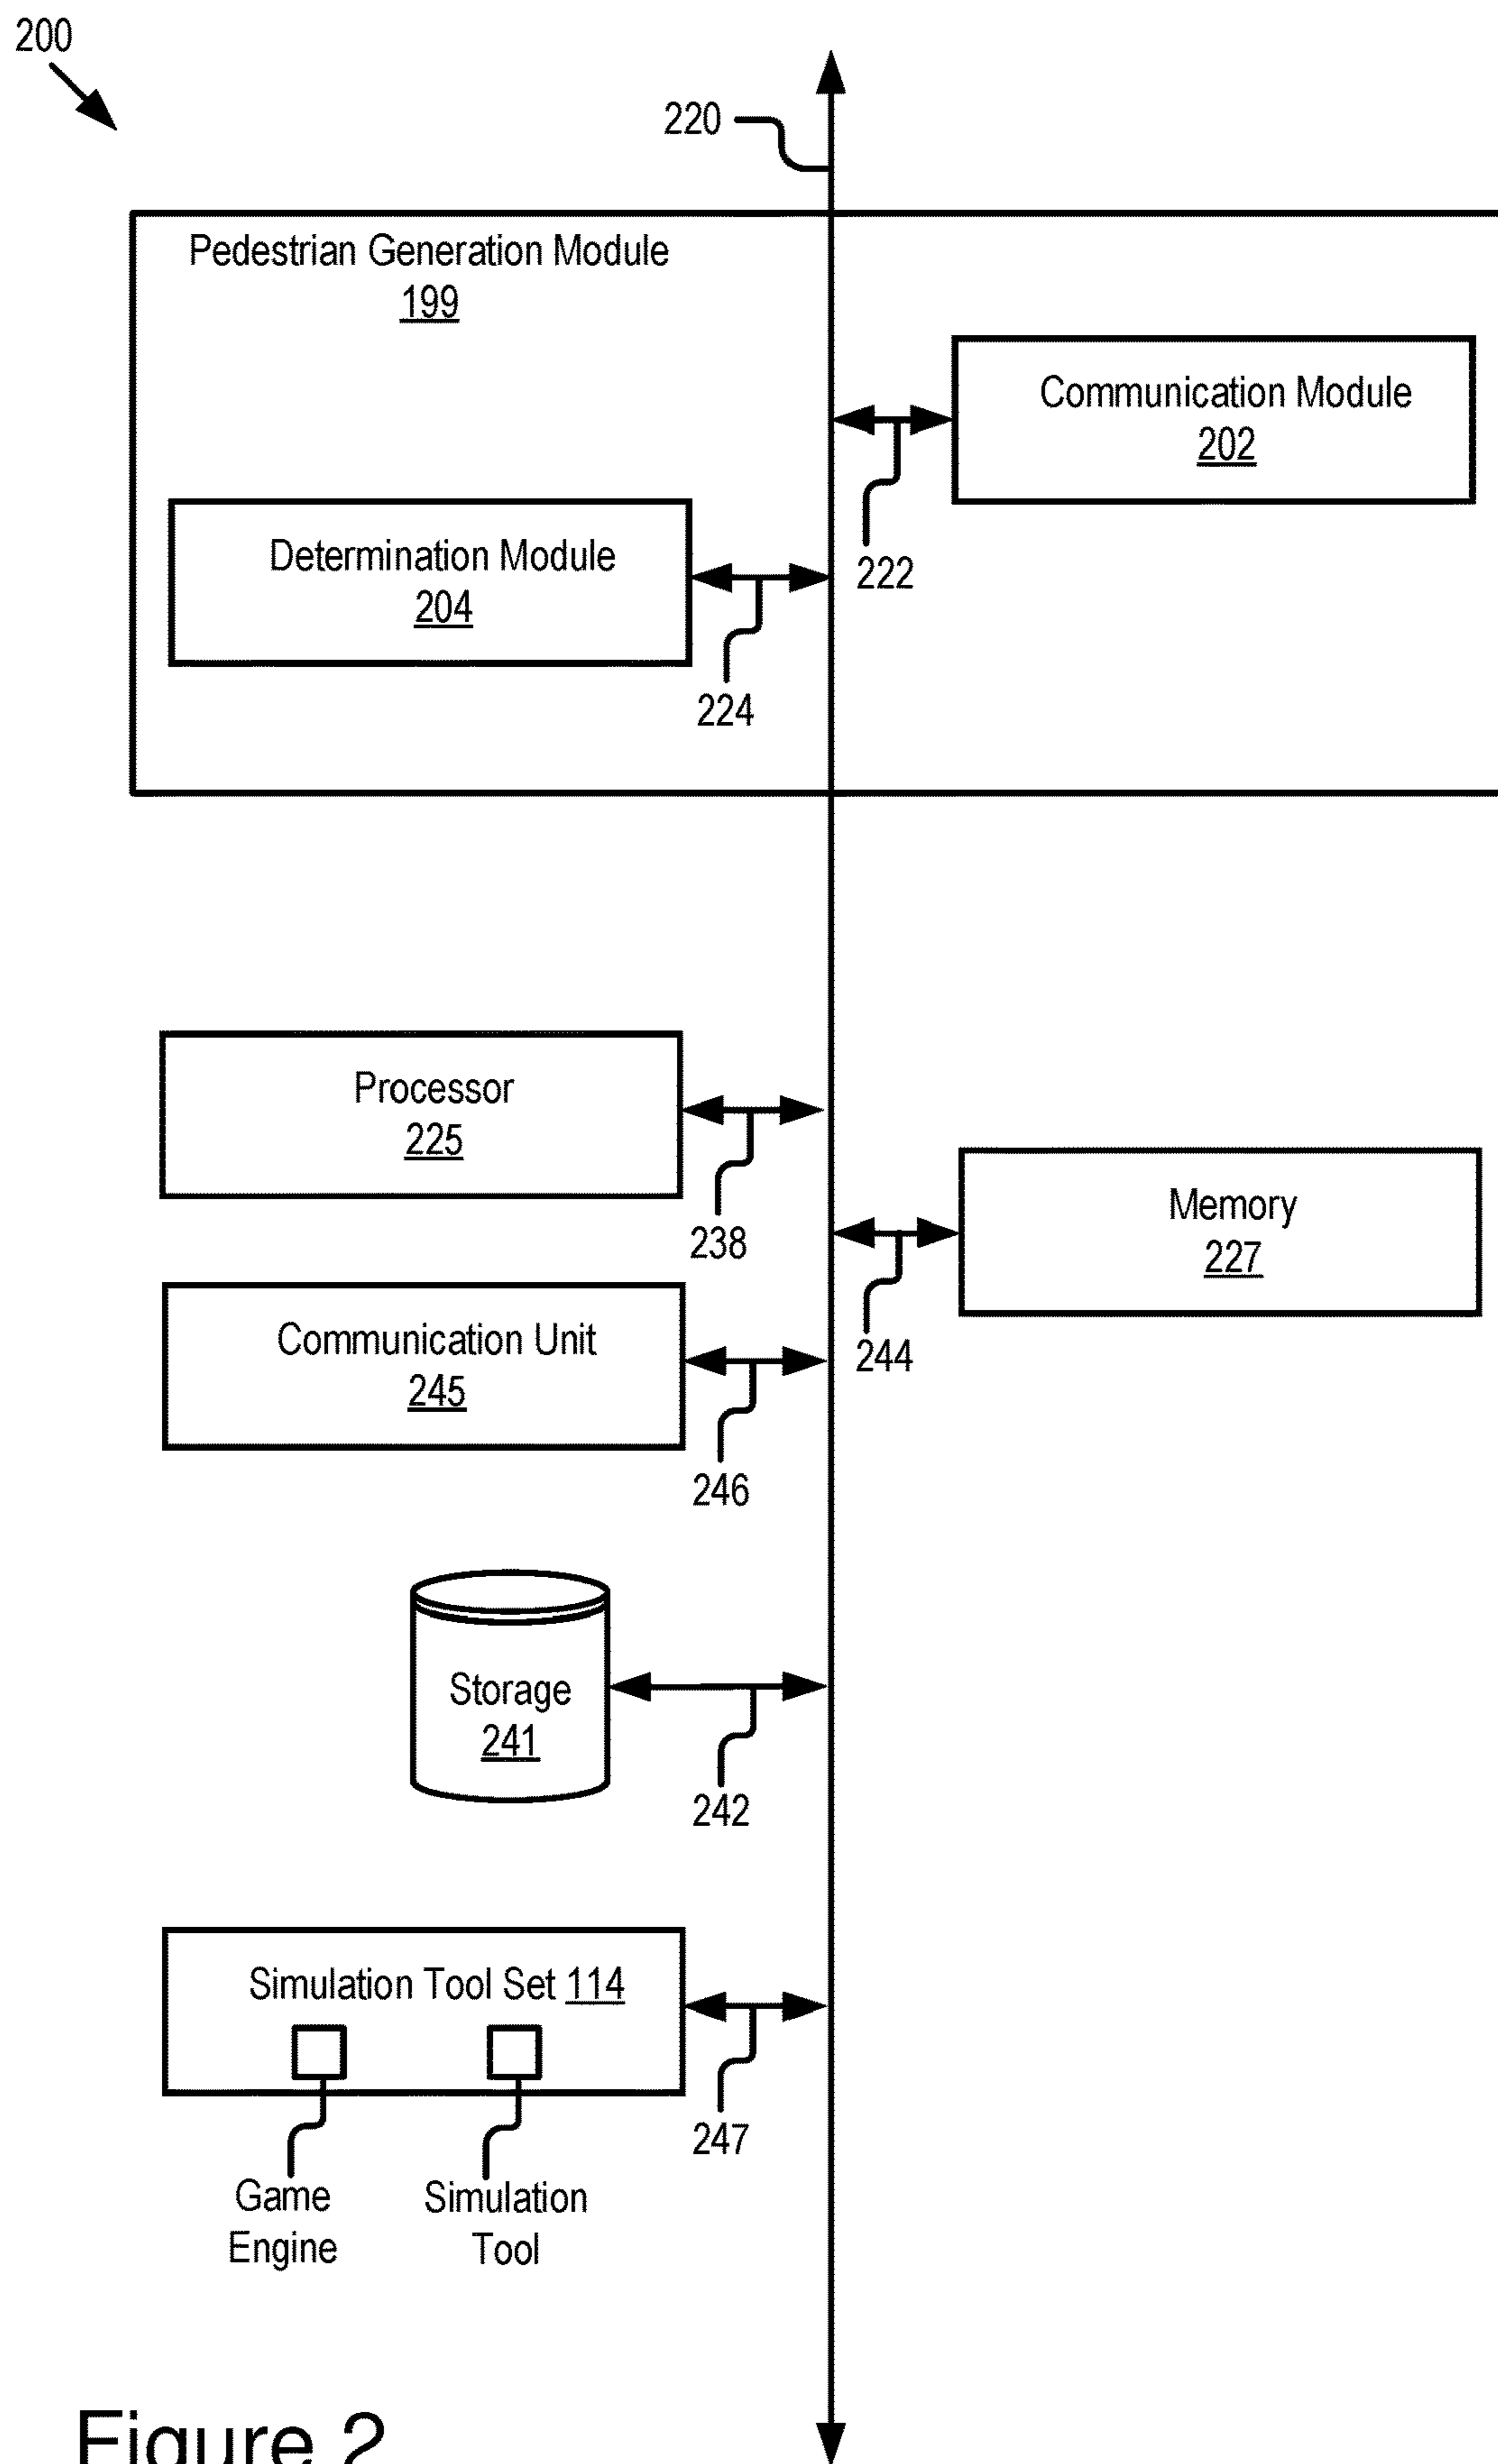 200
220
Pedestrian Generation Module
199
Communication Module
202
222
Determination Module
204
224
Processor
225
238
Memory
227
244
Communication Unit
245
246
Storage
241
242
Simulation Tool Set 114
247
Game
Engine
Simulation
Tool
Figure 2